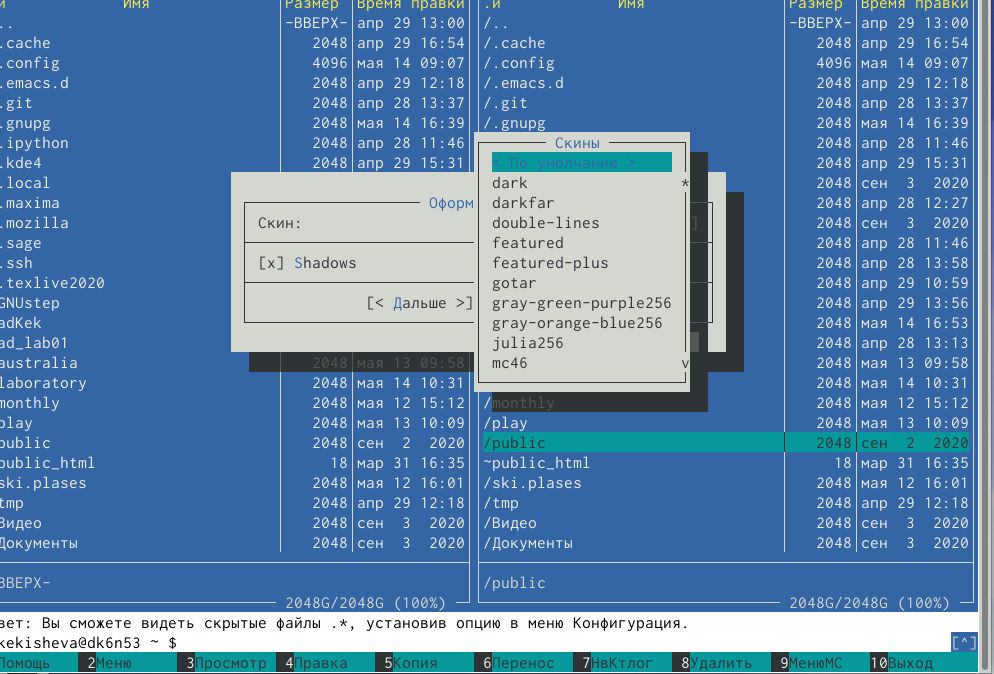 и Имя Размер Время правки .и Имя Размер Время правки
.. -ВВЕРХ- апр 29 13:00 /.. -ВВЕРХ- апр 29 13:00
.cache 2048 апр 29 16:54 /.cache 2048 апр 29 16:54
.config 4096 мая 14 09:07 /.config 4096 мая 14 09:07
.emacs.d 2048 апр 29 12:18 /.emacs.d 2048 апр 29 12:18
.git 2048 апр 28 13:37 /.git 2048 апр 28 13:37
.gnupg 2048 мая 14 16:39 /.gnupg 2048 мая 14 16:39
.ipython 2048 апр 28 11:46 Скины 2048 апр 28 11:46
.kde4 2048 апр 29 15:31 < По умолчанию > 2048 апр 29 15:31
.local dark * 2048 сен 3 2020
.maxima Оформ darkfar 2048 апр 28 12:27
.mozilla Скин: double-lines ] 2048 сен 3 2020
.sage featured 2048 апр 28 11:46
.ssh [x] Shadows featured-plus 2048 апр 28 13:58
.texlive2020 gotar 2048 апр 29 10:59
GNUstep [< Дальше >] gray-green-purple256 2048 апр 29 13:56
adKek gray-orange-blue256 2048 мая 14 16:53
ad_lab01 julia256 2048 апр 28 13:13
australia 2048 мая 13 09:58 mc46 v 2048 мая 13 09:58
laboratory 2048 мая 14 10:31 2048 мая 14 10:31
monthly 2048 мая 12 15:12 /monthly 2048 мая 12 15:12
play 2048 мая 13 10:09 /play 2048 мая 13 10:09
public 2048 сен 2 2020 /public 2048 сен 2 2020
public_html 18 мар 31 16:35 ~public_html 18 мар 31 16:35
ski.plases 2048 мая 12 16:01 /ski.plases 2048 мая 12 16:01
tmp 2048 апр 29 12:18 /tmp 2048 апр 29 12:18
Видео 2048 сен 3 2020 /Видео 2048 сен 3 2020
Документы 2048 сен 3 2020 /Документы 2048 сен 3 2020
ВВЕРХ- /public
2048G/2048G (100%) 2048G/2048G (100%)
вет: Вы сможете видеть скрытые файлы .*, установив опцию в меню Конфигурация.
kekisheva@dk6n53 ~ $ [^]
Помощь 2Меню 3Просмотр 4Правка 5Копия 6Перенос 7НвКтлог 8Удалить 9МенюМС 10Выход